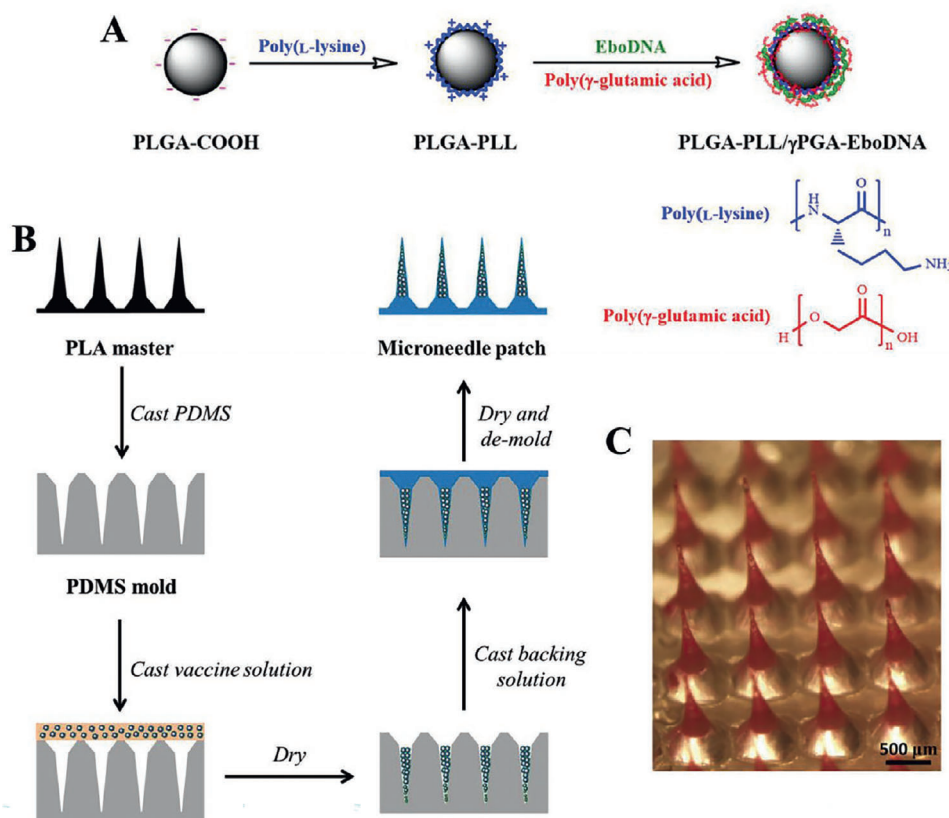 A
Poly(L-lysine)
EboDNA
Poly(γ-glutamic acid)
PLGA-COOH
PLGA-PLL
PLGA-PLL/γPGA-EboDNA
Poly(L-lysine)
H
N
O
n
NH₂
Poly(γ-glutamic acid)
O
H
O
n
OH
B
PLA master
Microneedle patch
Cast PDMS
Dry and
de-mold
PDMS mold
Cast vaccine solution
Cast backing
solution
Dry
C
500 μm